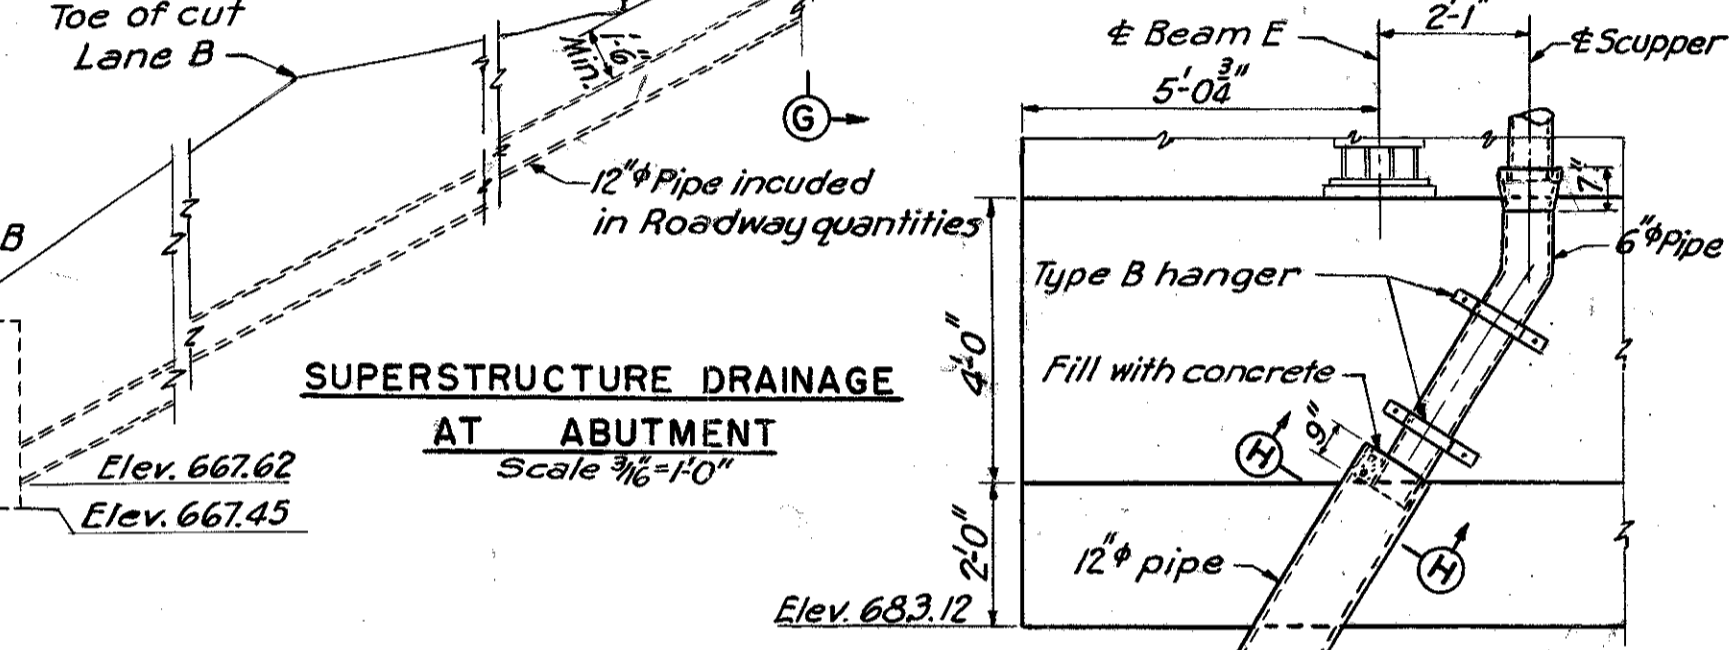 Toe of cut
Lane B
1'-6"
Min.
G
12"ϕ Pipe incuded
in Roadway quantities
B
SUPERSTRUCTURE DRAINAGE
AT ABUTMENT
Scale 3/16"=1'-0"
Elev. 667.62
Elev. 667.45
℄ Beam E
2'-1"
℄ Scupper
5'-0 3/4"
7"
6"ϕ Pipe
Type B hanger
4'-0"
Fill with concrete
9"
H
2'-0"
12"ϕ pipe
H
Elev. 683.12